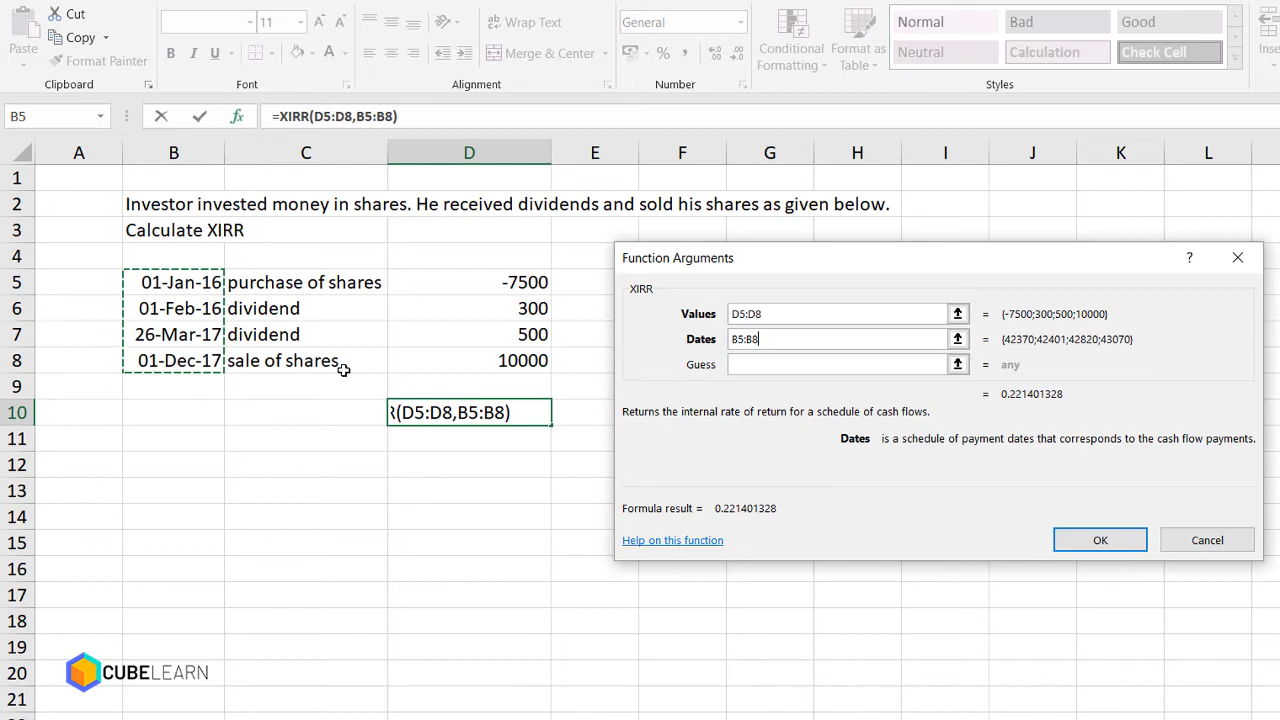 Cut
Copy
Format Painter
Paste
Clipboard
11
B I U
A
Font
Wrap Text
Merge & Center
Alignment
General
% ,
Number
Conditional Formatting
Format as Table
Normal Bad Good
Neutral Calculation Check Cell
Styles
Inse
B5 fx =XIRR(D5:D8,B5:B8)
A B C D E F G H I J K L
1
2 Investor invested money in shares. He received dividends and sold his shares as given below.
3 Calculate XIRR
4
5 01-Jan-16 purchase of shares -7500
6 01-Feb-16 dividend 300
7 26-Mar-17 dividend 500
8 01-Dec-17 sale of shares 10000
9
10 R(D5:D8,B5:B8)
11
12
13
14
15
16
17
18
19
20
21
22
Function Arguments ?
XIRR
Values D5:D8 = {-7500;300;500;10000}
Dates B5:B8 = {42370;42401;42820;43070}
Guess = any
= 0.221401328
Returns the internal rate of return for a schedule of cash flows.
Dates is a schedule of payment dates that corresponds to the cash flow payments.
Formula result = 0.221401328
Help on this function OK Cancel
CUBELEARN